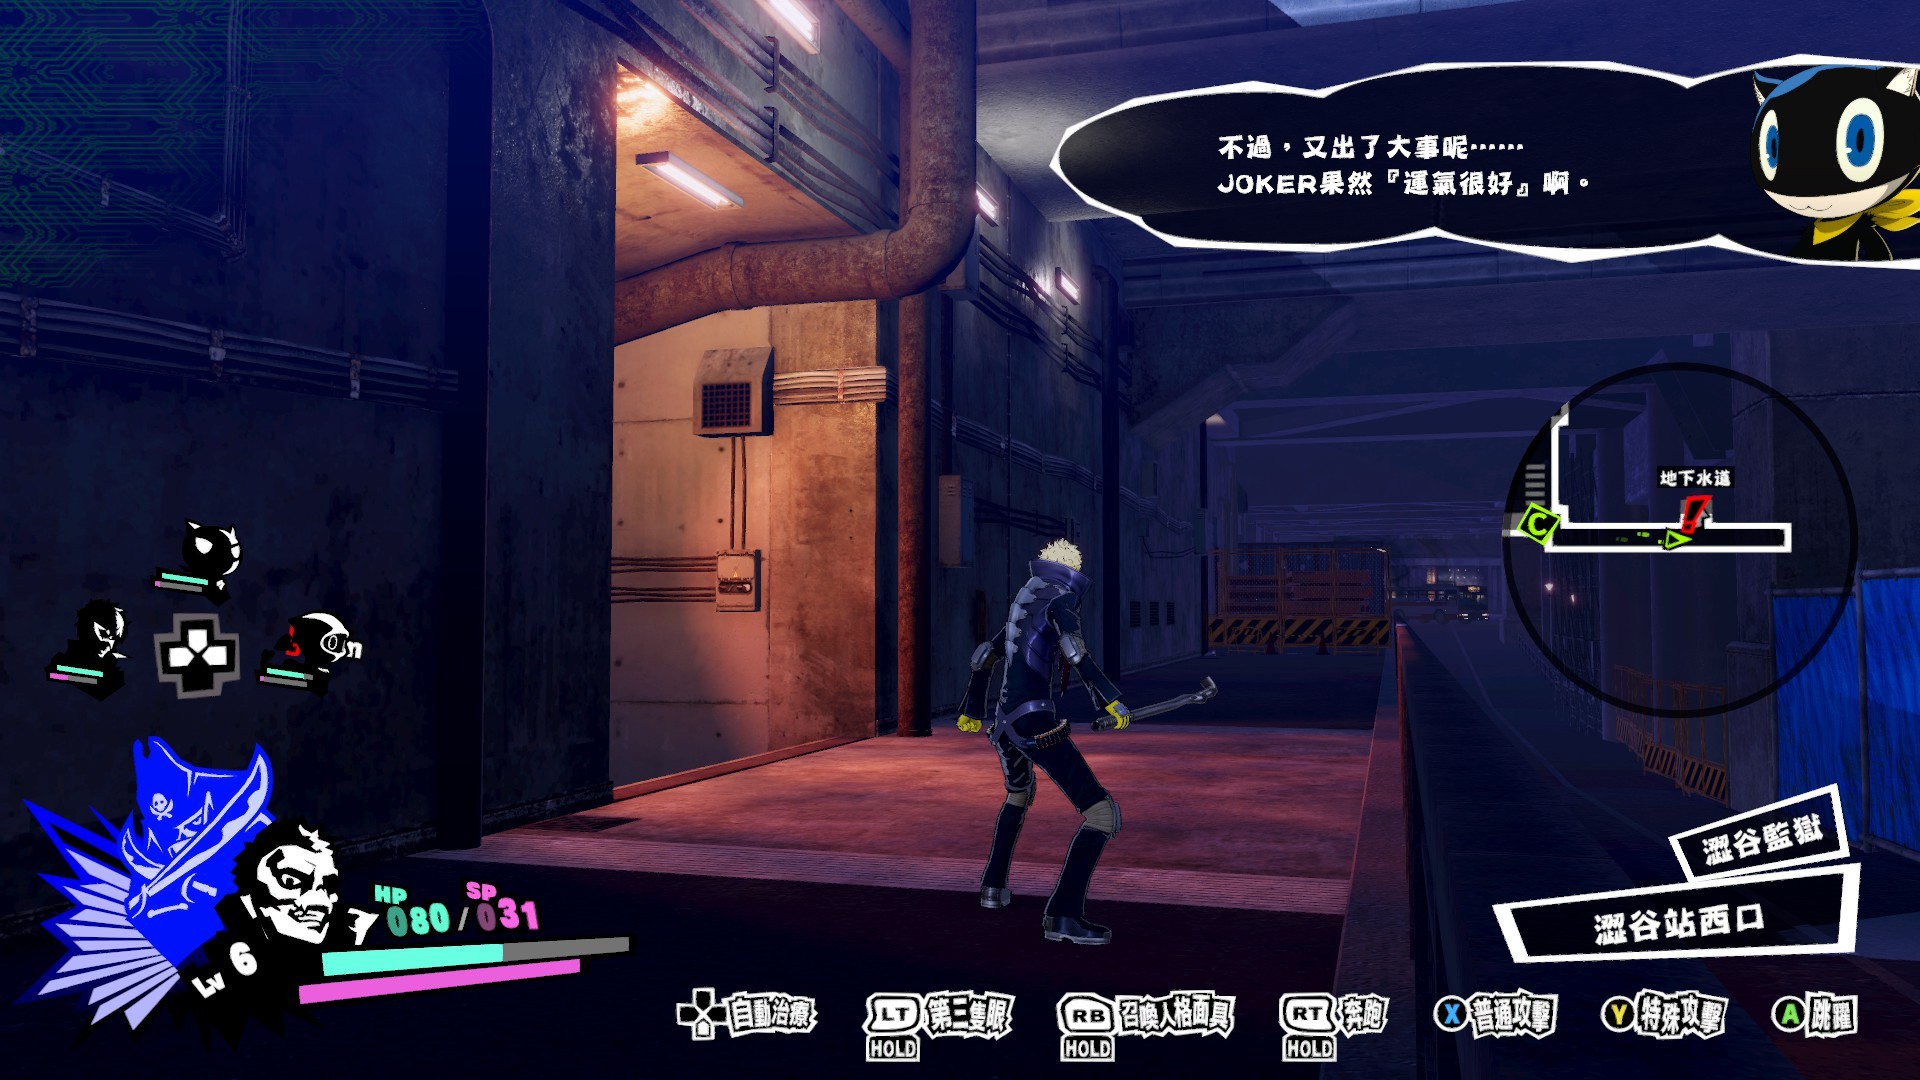 不過，又出了大事呢……
JOKER果然『運氣很好』啊。
地下水道
C
澀谷監獄
澀谷站西口
HP 080/SP 031
Lv 6
自動治療
LT 第三隻眼
HOLD
RB 召喚人格面具
HOLD
RT 奔跑
HOLD
X 普通攻擊
Y 特殊攻擊
A 跳躍